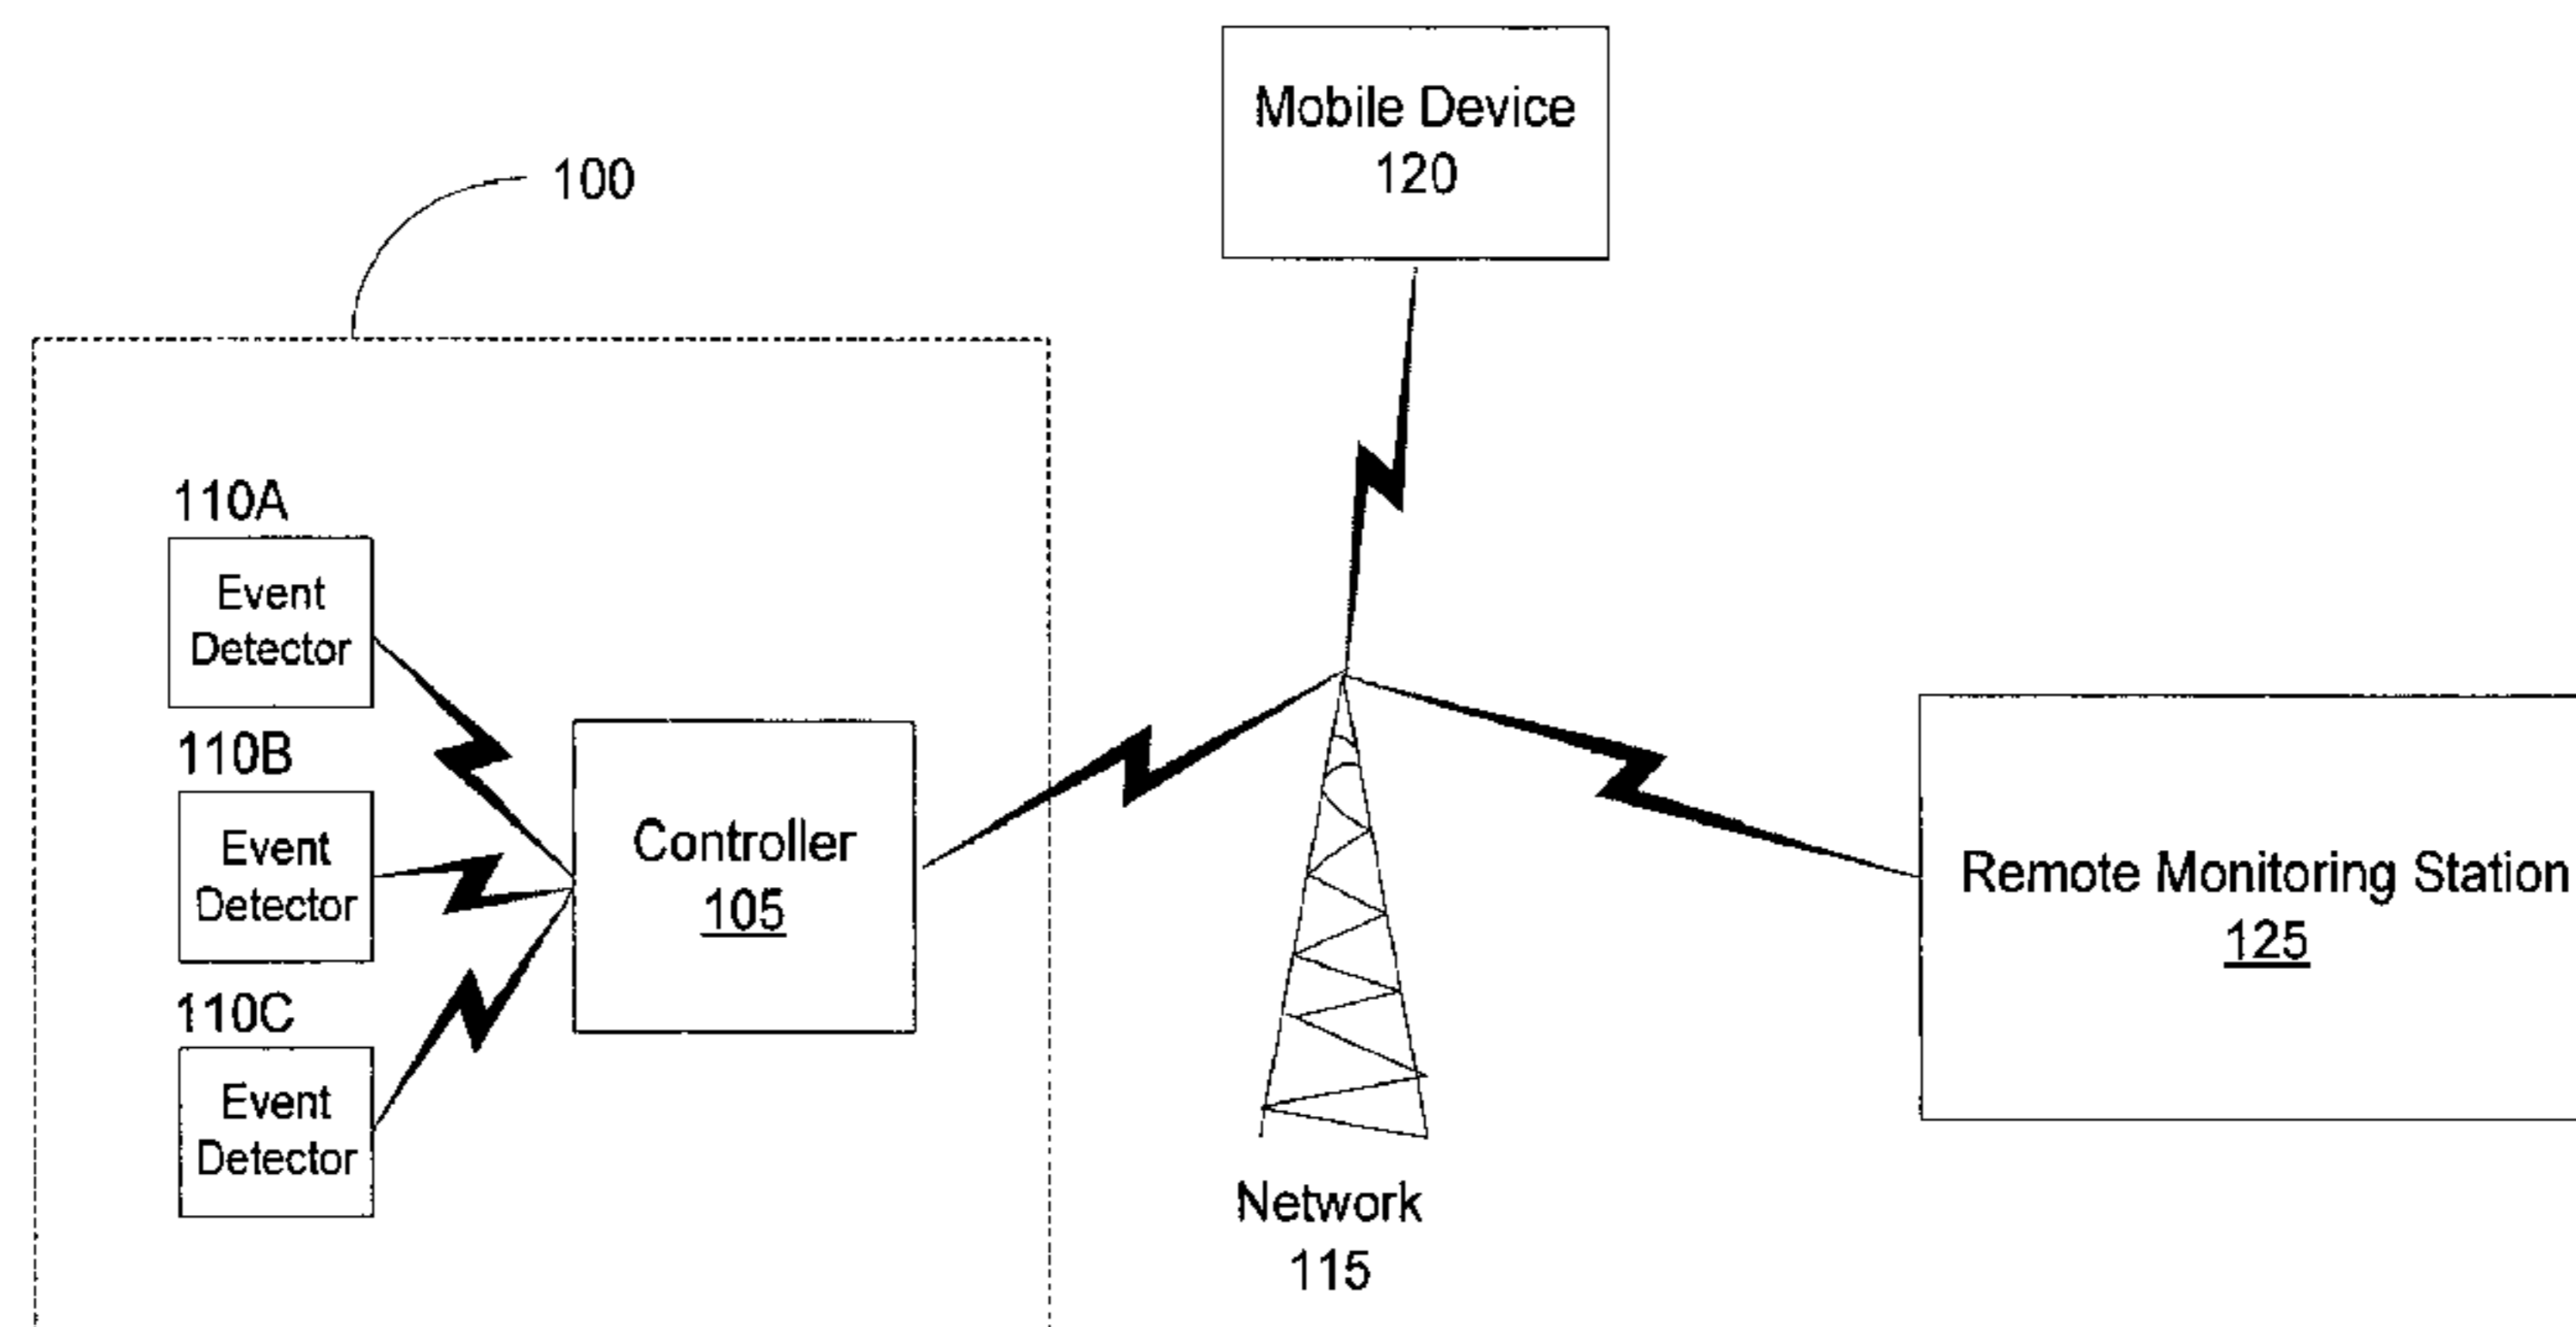 Mobile Device
120
100
110A
Event
Detector
110B
Event
Detector
110C
Event
Detector
Controller
105
Network
115
Remote Monitoring Station
125